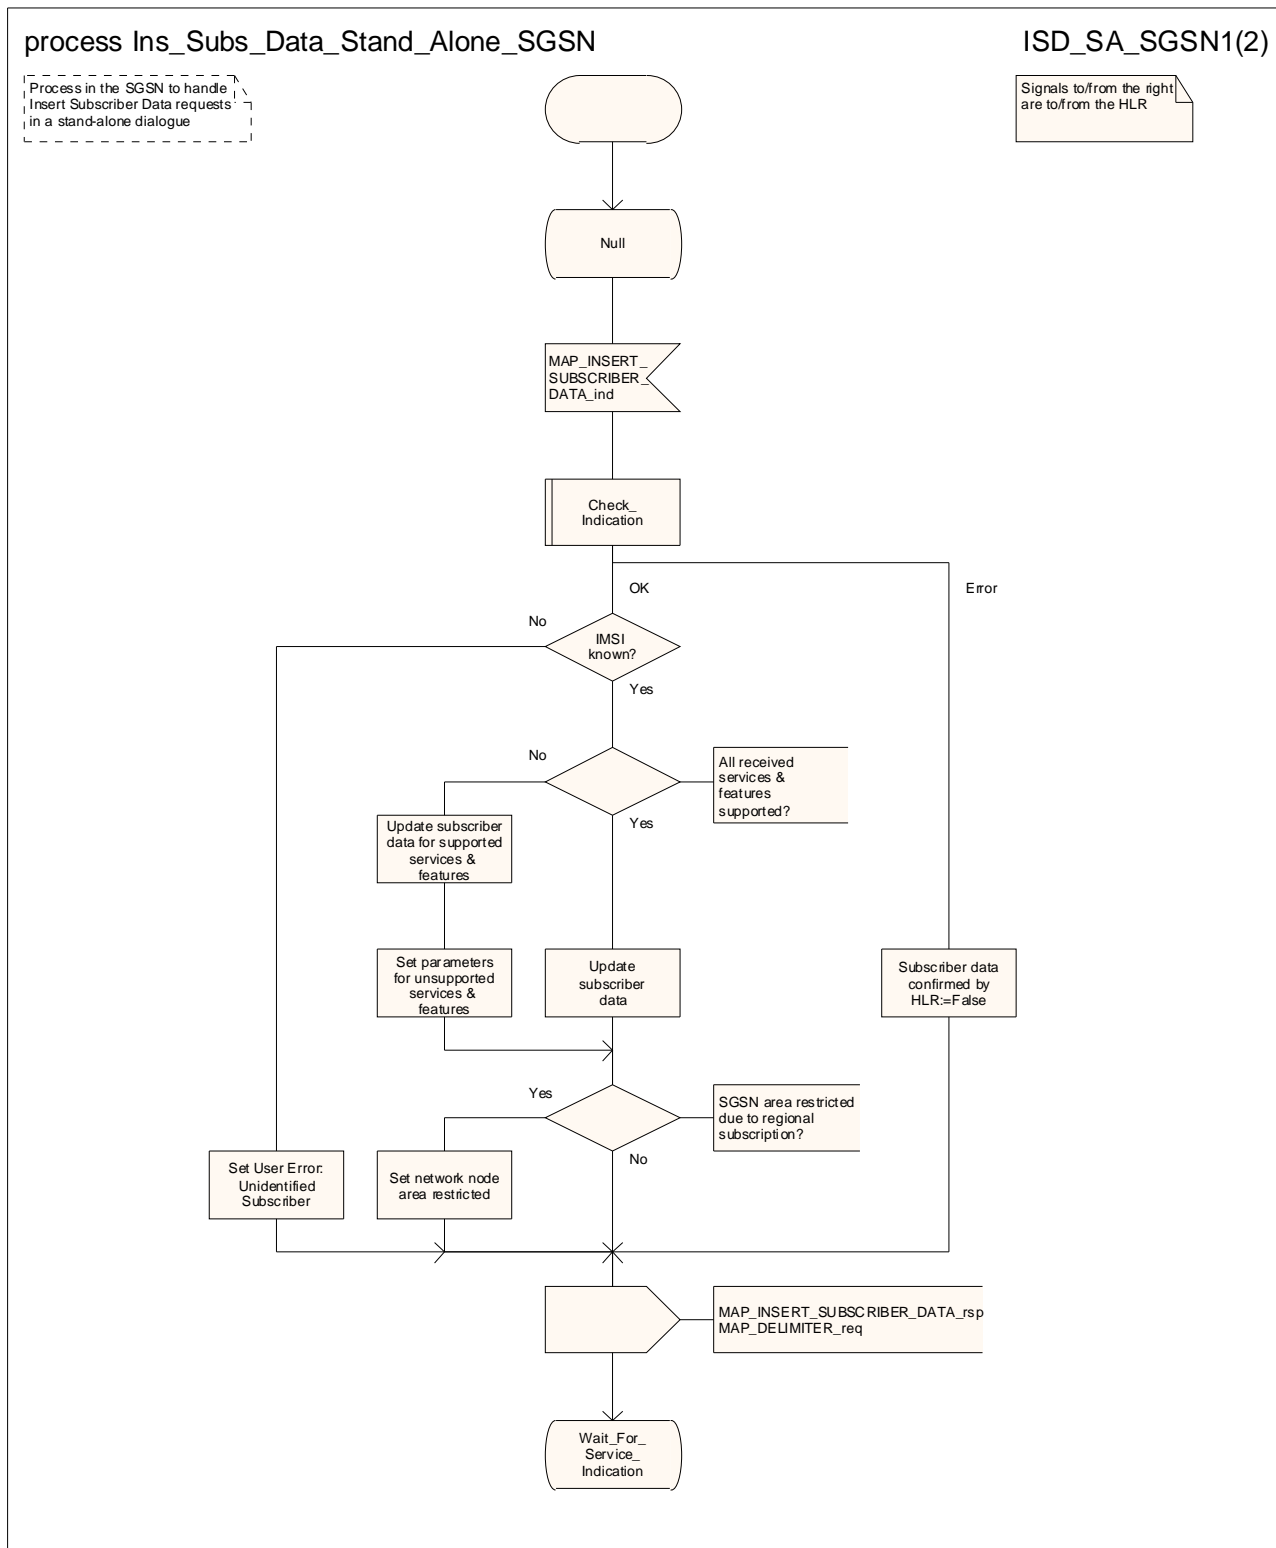 process Ins_Subs_Data_Stand_Alone_SGSN
ISD_SA_SGSN1(2)
Process in the SGSN to handle
Insert Subscriber Data requests
in a stand-alone dialogue
Signals to/from the right
are to/from the HLR
Null
MAP_INSERT_
SUBSCRIBER_
DATA_ind
Check_
Indication
OK
Error
No
IMSI
known?
Yes
No
All received
services &
features
supported?
Yes
Update subscriber
data for supported
services &
features
Set parameters
for unsupported
services &
features
Update
subscriber
data
Subscriber data
confirmed by
HLR:=False
Yes
SGSN area restricted
due to regional
subscription?
No
Set User Error:
Unidentified
Subscriber
Set network node
area restricted
MAP_INSERT_SUBSCRIBER_DATA_rsp
MAP_DELIMITER_req
Wait_For_
Service_
Indication